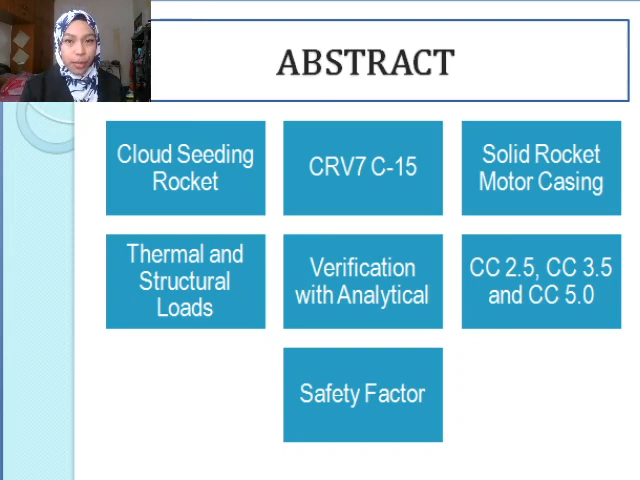 ABSTRACT
Cloud Seeding
Rocket
CRV7 C-15
Solid Rocket
Motor Casing
Thermal and
Structural
Loads
Verification
with Analytical
CC 2.5, CC 3.5
and CC 5.0
Safety Factor